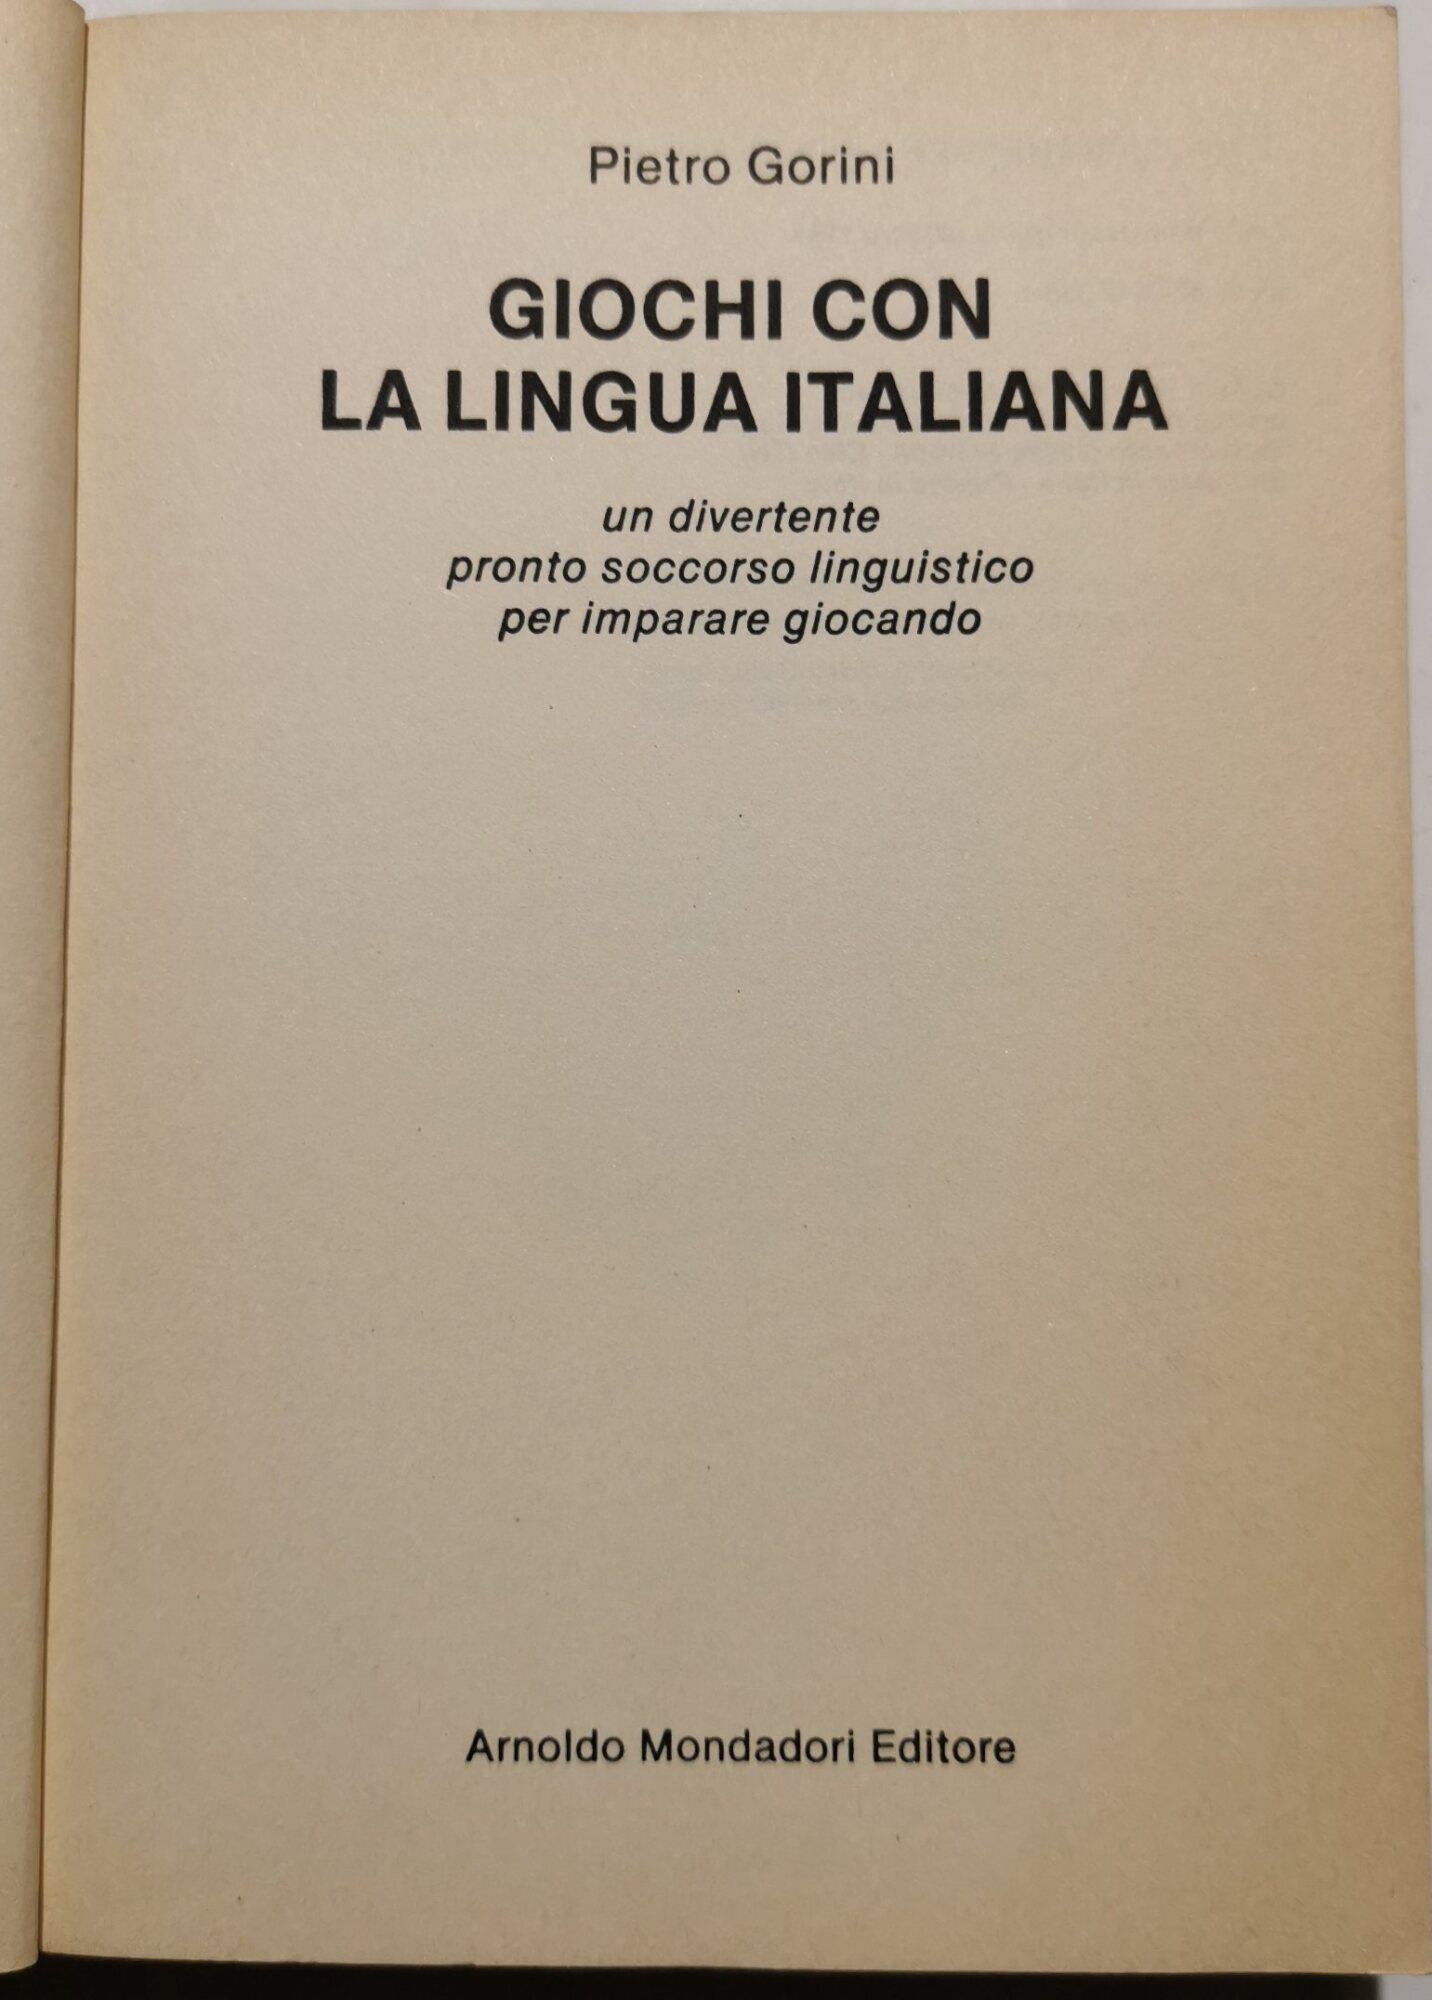 Pietro Gorini
GIOCHI CON
LA LINGUA ITALIANA
un divertente
pronto soccorso linguistico
per imparare giocando
Arnoldo Mondadori Editore